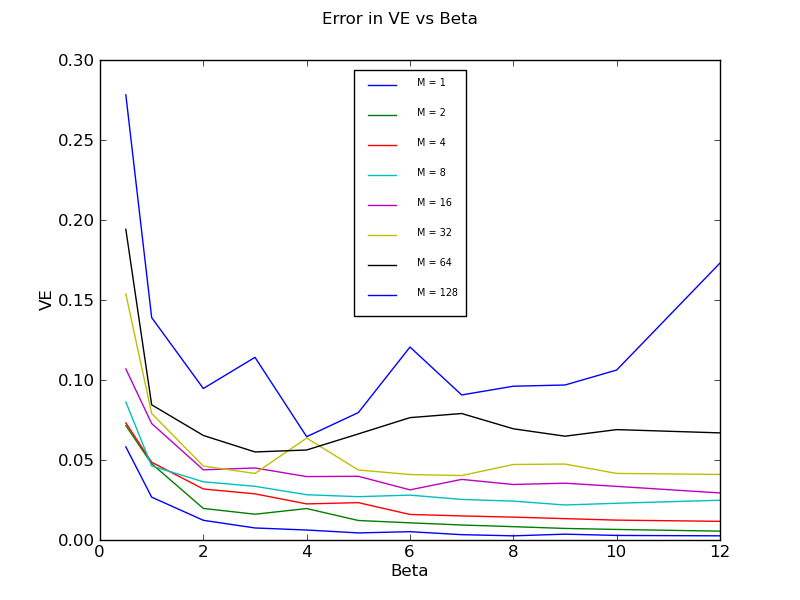 Error in VE vs Beta
0.30
0.25
0.20
0.15
0.10
0.05
0.00
VE
M = 1
M = 2
M = 4
M = 8
M = 16
M = 32
M = 64
M = 128
0 2 4 6 8 10 12
Beta